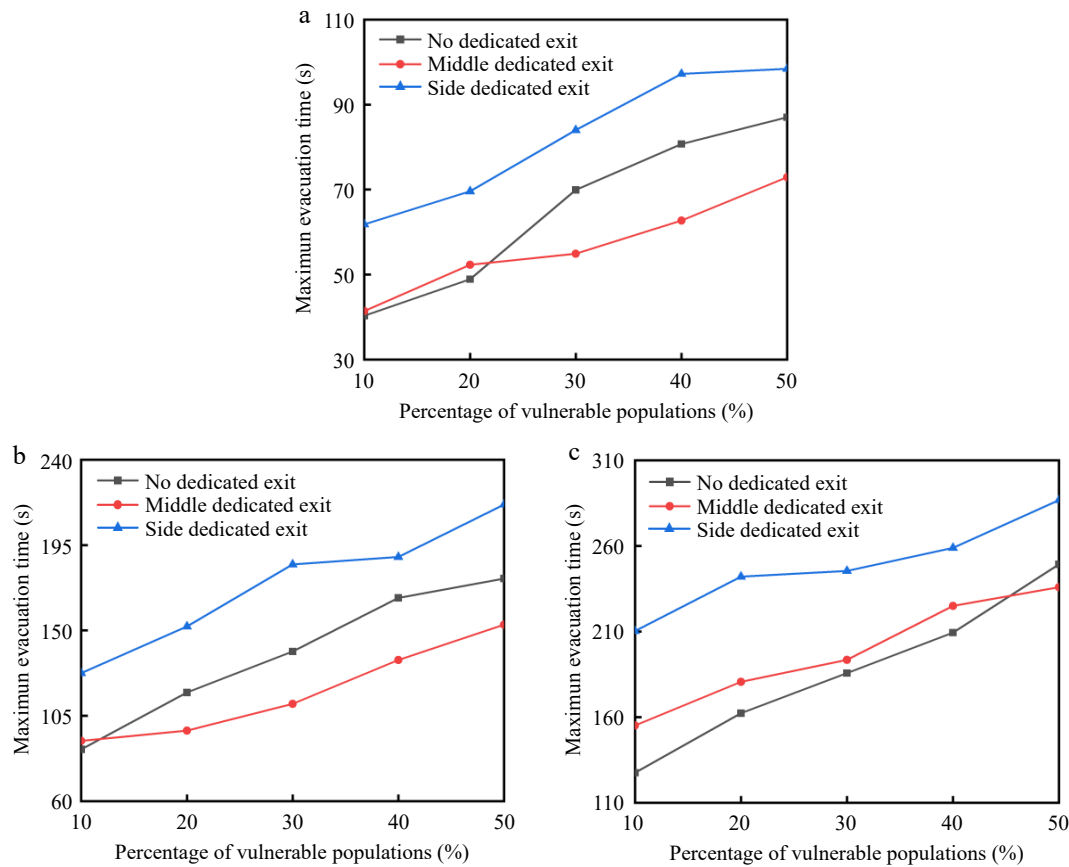 a
110
90
70
50
30
Maximun evacuation time (s)
No dedicated exit
Middle dedicated exit
Side dedicated exit
10 20 30 40 50
Percentage of vulnerable populations (%)
b
240
195
150
105
60
Maximun evacuation time (s)
No dedicated exit
Middle dedicated exit
Side dedicated exit
10 20 30 40 50
Percentage of vulnerable populations (%)
c
310
260
210
160
110
Maximun evacuation time (s)
No dedicated exit
Middle dedicated exit
Side dedicated exit
10 20 30 40 50
Percentage of vulnerable populations (%)